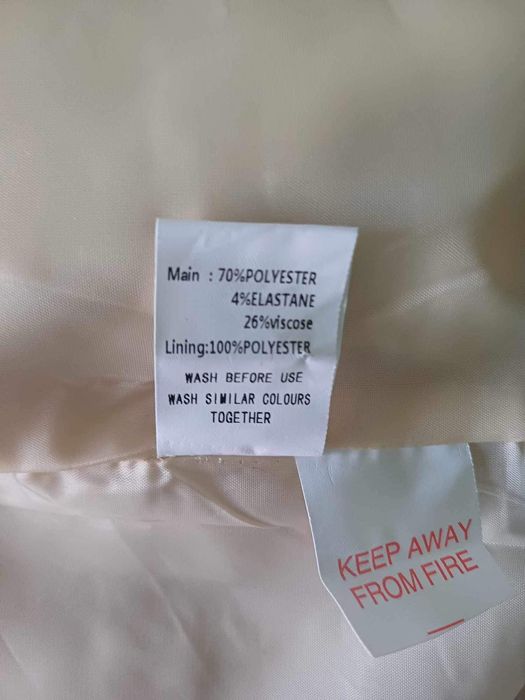 Main : 70%POLYESTER
4%ELASTANE
26%viscose
Lining:100%POLYESTER
WASH BEFORE USE
WASH SIMILAR COLOURS
TOGETHER
KEEP AWAY
FROM FIRE